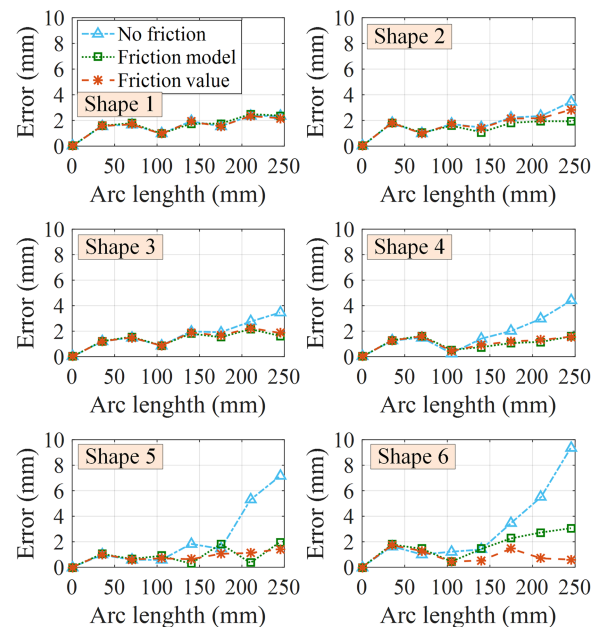 No friction
Friction model
Friction value
Shape 1
Error (mm)
10
8
6
4
2
0
0 50 100 150 200 250
Arc lenghth (mm)
Shape 2
Error (mm)
10
8
6
4
2
0
0 50 100 150 200 250
Arc lenghth (mm)
Shape 3
Error (mm)
10
8
6
4
2
0
0 50 100 150 200 250
Arc lenghth (mm)
Shape 4
Error (mm)
10
8
6
4
2
0
0 50 100 150 200 250
Arc lenghth (mm)
Shape 5
Error (mm)
10
8
6
4
2
0
0 50 100 150 200 250
Arc lenghth (mm)
Shape 6
Error (mm)
10
8
6
4
2
0
0 50 100 150 200 250
Arc lenghth (mm)